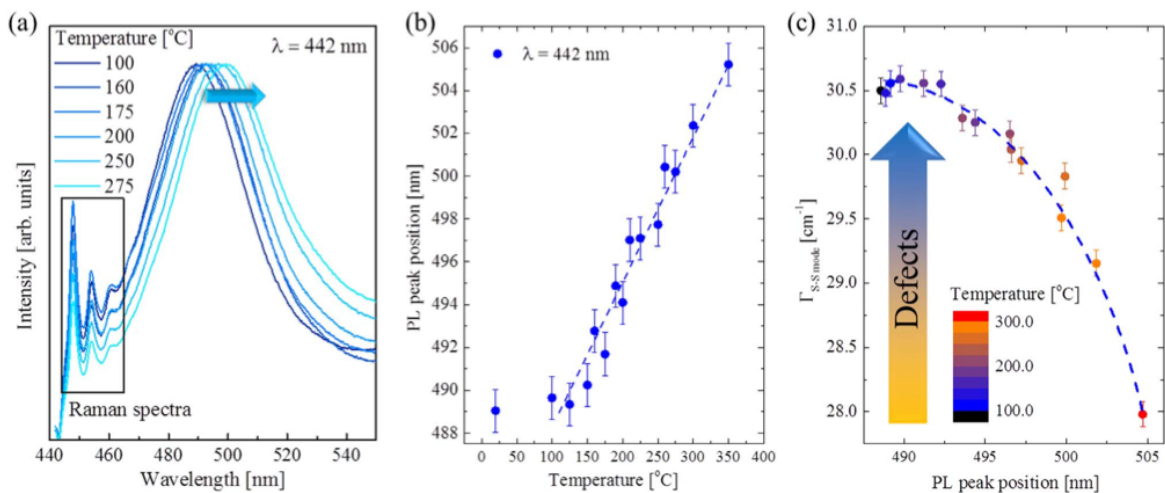 (a)
Temperature [°C]
λ = 442 nm
100
160
175
200
250
275
Intensity [arb. units]
Raman spectra
440 460 480 500 520 540
Wavelength [nm]
(b)
λ = 442 nm
506
504
502
500
498
496
494
492
490
488
PL peak position [nm]
0 50 100 150 200 250 300 350 400
Temperature [°C]
(c)
31.0
30.5
30.0
29.5
29.0
28.5
28.0
ΓS-S mode [cm-1]
Defects
Temperature [°C]
300.0
200.0
100.0
490 495 500 505
PL peak position [nm]